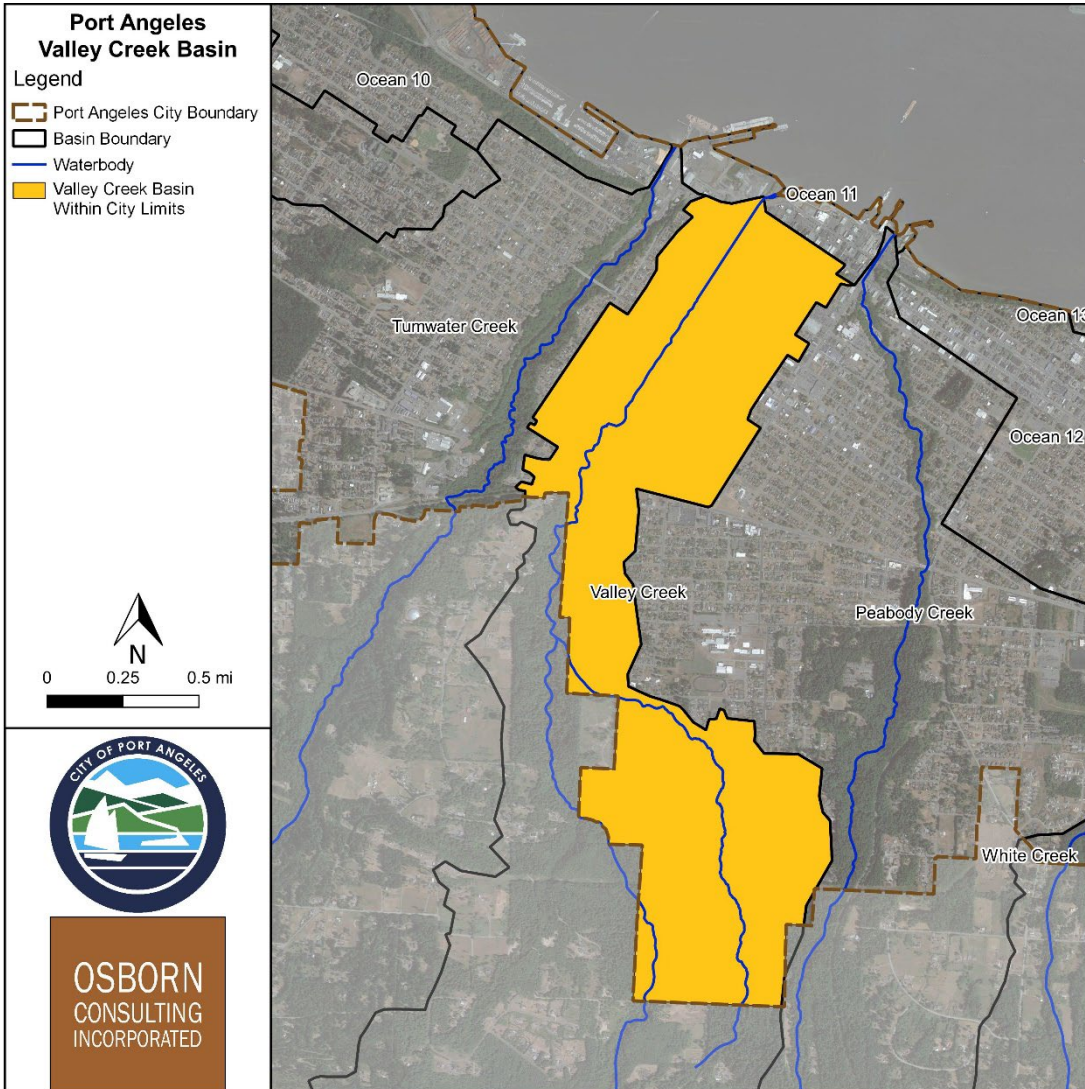 Port Angeles
Valley Creek Basin
Legend
Port Angeles City Boundary
Basin Boundary
Waterbody
Valley Creek Basin
Within City Limits
N
0 0.25 0.5 mi
CITY OF PORT ANGELES
OSBORN
CONSULTING
INCORPORATED
Ocean 10
Ocean 11
Tumwater Creek
Ocean 13
Ocean 12
Valley Creek
Peabody Creek
White Creek